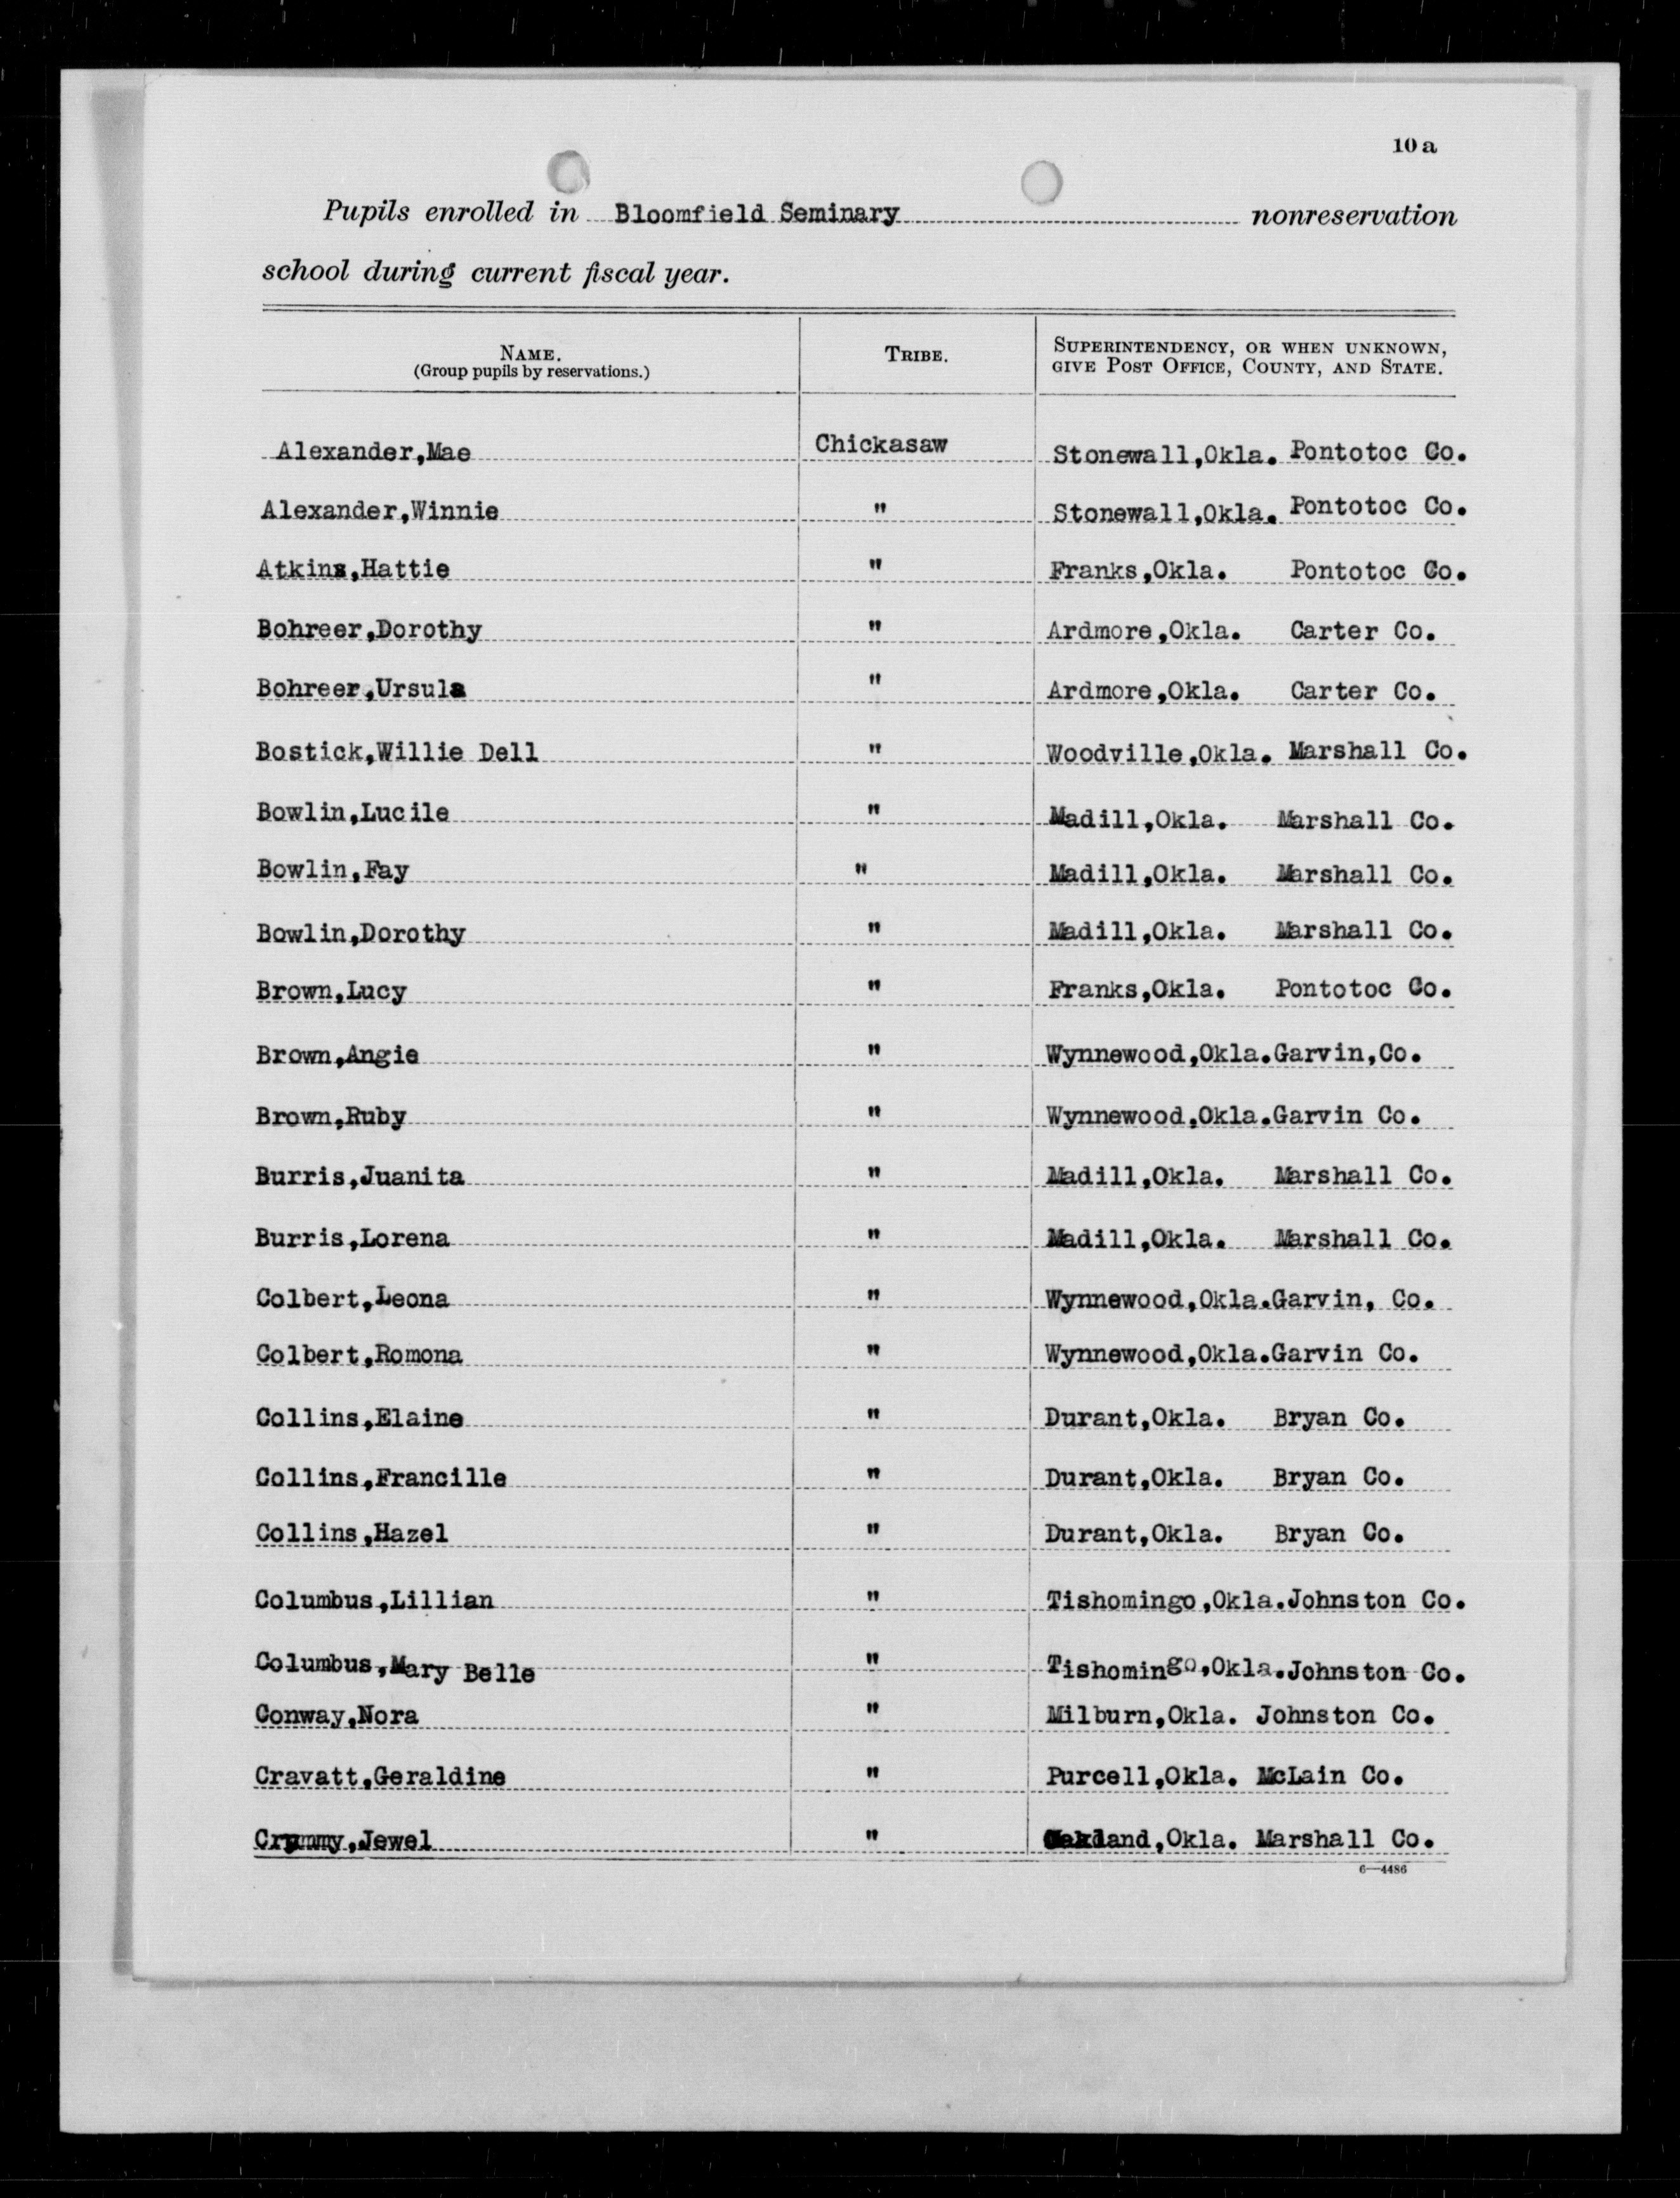 10 a
Pupils enrolled in Bloomfield Seminary nonreservation
school during current fiscal year.
NAME. TRIBE. SUPERINTENDENCY, OR WHEN UNKNOWN,
(Group pupils by reservations.) GIVE POST OFFICE, COUNTY, AND STATE.
Alexander,Mae Chickasaw Stonewall,Okla. Pontotoc Co.
Alexander,Winnie " Stonewall,Okla. Pontotoc Co.
Atkins,Hattie " Franks,Okla. Pontotoc Co.
Bohreer,Dorothy " Ardmore,Okla. Carter Co.
Bohreer,Ursula " Ardmore,Okla. Carter Co.
Bostick,Willie Dell " Woodville,Okla. Marshall Co.
Bowlin,Lucile " Madill,Okla. Marshall Co.
Bowlin,Fay " Madill,Okla. Marshall Co.
Bowlin,Dorothy " Madill,Okla. Marshall Co.
Brown,Lucy " Franks,Okla. Pontotoc Co.
Brown,Angie " Wynnewood,Okla.Garvin,Co.
Brown,Ruby " Wynnewood,Okla.Garvin Co.
Burris,Juanita " Madill,Okla. Marshall Co.
Burris,Lorena " Madill,Okla. Marshall Co.
Colbert,Leona " Wynnewood,Okla.Garvin, Co.
Colbert,Romona " Wynnewood,Okla.Garvin Co.
Collins,Elaine " Durant,Okla. Bryan Co.
Collins,Francille " Durant,Okla. Bryan Co.
Collins,Hazel " Durant,Okla. Bryan Co.
Columbus,Lillian " Tishomingo,Okla.Johnston Co.
Columbus,Mary Belle " Tishomingo,Okla.Johnston Co.
Conway,Nora " Milburn,Okla. Johnston Co.
Cravatt,Geraldine " Purcell,Okla. McLain Co.
Jewel " Oakland,Okla. Marshall Co.
6—4486